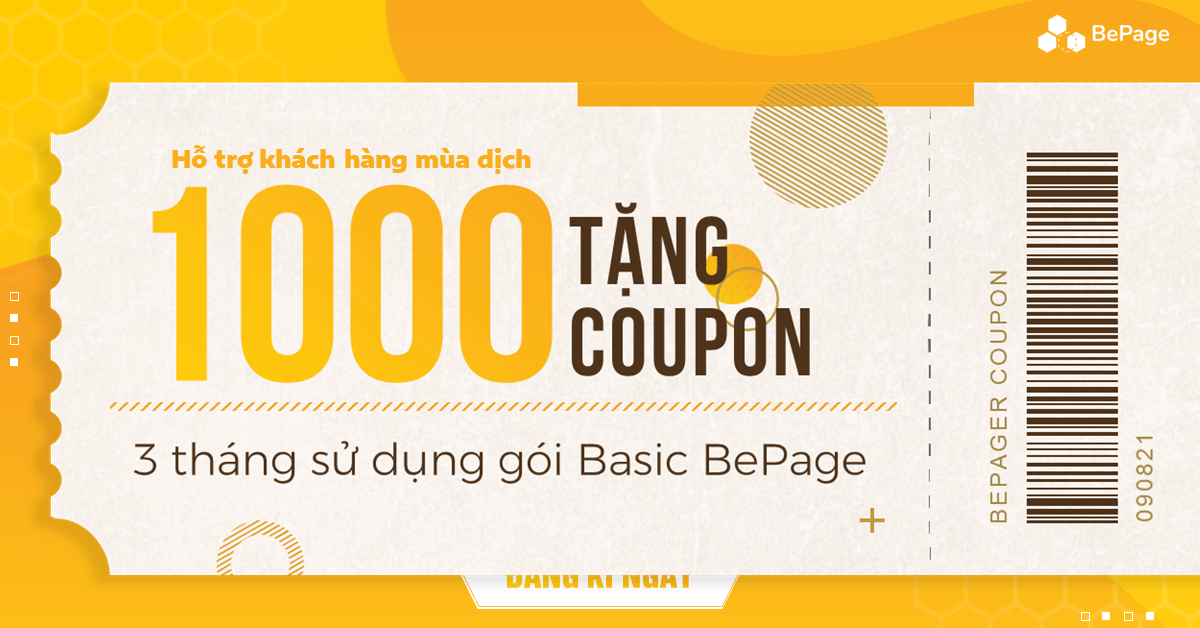 BePage
Hỗ trợ khách hàng mùa dịch
1000
TẶNG
COUPON
3 tháng sử dụng gói Basic BePage
BEPAGER COUPON
090821
ĐĂNG KÍ NGAY